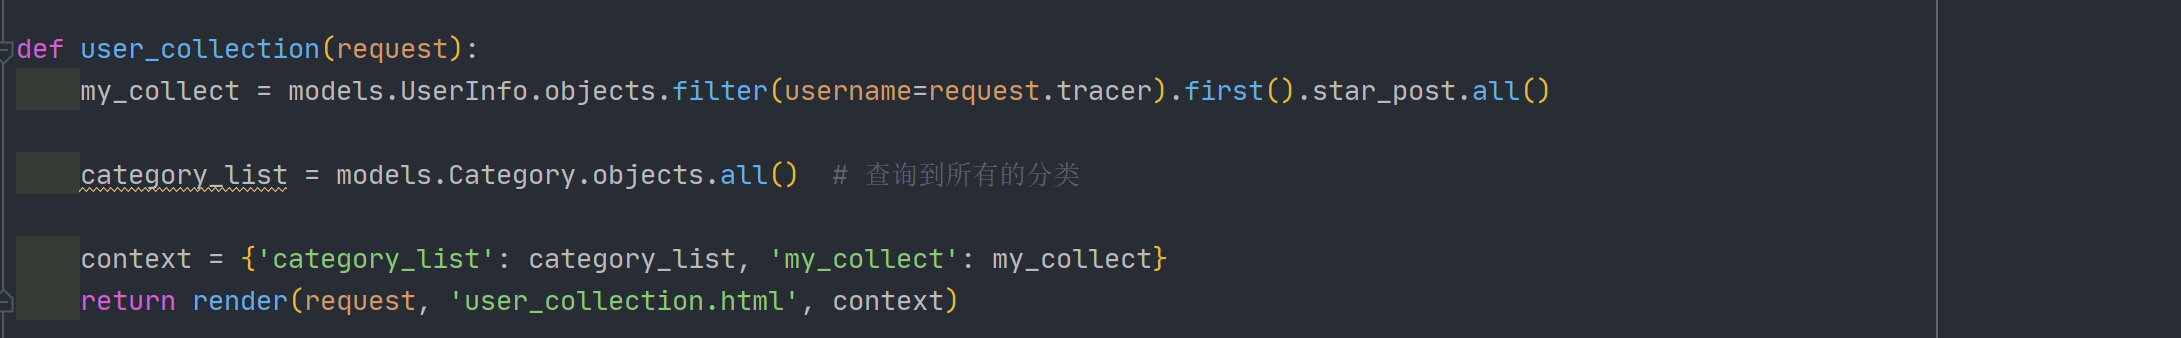 def user_collection(request):
    my_collect = models.UserInfo.objects.filter(username=request.tracer).first().star_post.all()
    category_list = models.Category.objects.all()  # 查询到所有的分类
    context = {'category_list': category_list, 'my_collect': my_collect}
    return render(request, 'user_collection.html', context)